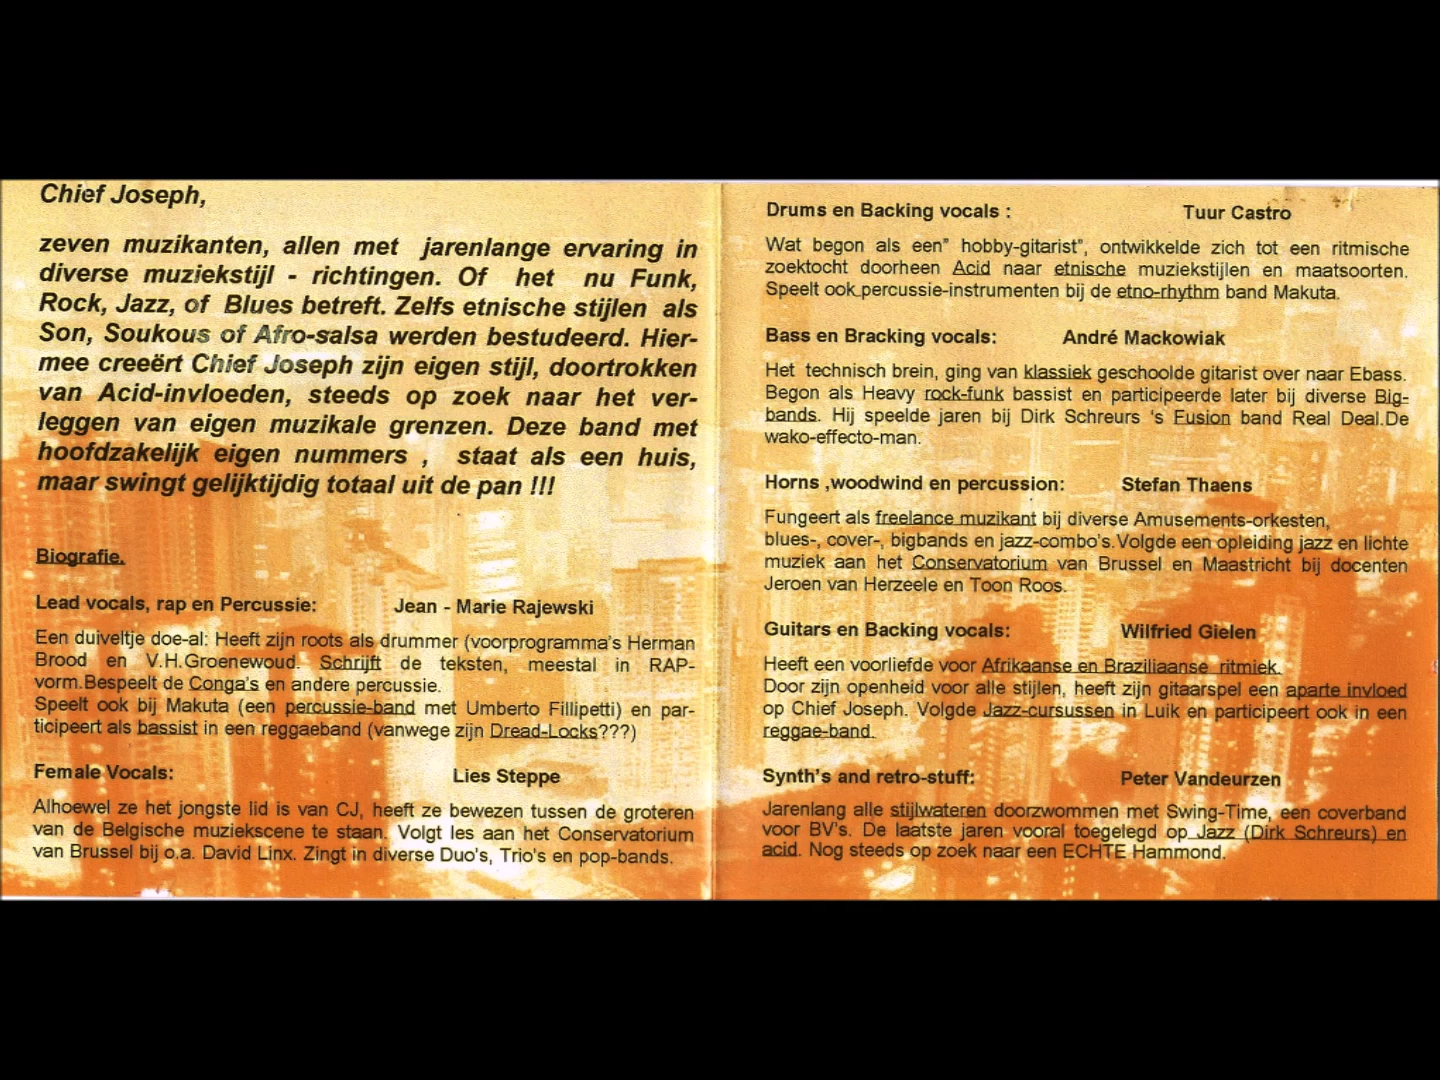 Chief Joseph,
zeven muzikanten, allen met jarenlange ervaring in
diverse muziekstijl - richtingen. Of het nu Funk,
Rock, Jazz, of Blues betreft. Zelfs etnische stijlen als
Son, Soukous of Afro-salsa werden bestudeerd. Hier-
mee creeërt Chief Joseph zijn eigen stijl, doortrokken
van Acid-invloeden, steeds op zoek naar het ver-
leggen van eigen muzikale grenzen. Deze band met
hoofdzakelijk eigen nummers , staat als een huis,
maar swingt gelijktijdig totaal uit de pan !!!
Biografie.
Lead vocals, rap en Percussie: Jean - Marie Rajewski
Een duiveltje doe-al: Heeft zijn roots als drummer (voorprogramma's Herman
Brood en V.H.Groenewoud. Schrijft de teksten, meestal in RAP-
vorm.Bespeelt de Conga's en andere percussie.
Speelt ook bij Makuta (een percussie-band met Umberto Fillipetti) en par-
ticipeert als bassist in een reggaeband (vanwege zijn Dread-Locks???)
Female Vocals: Lies Steppe
Alhoewel ze het jongste lid is van CJ, heeft ze bewezen tussen de groteren
van de Belgische muziekscene te staan. Volgt les aan het Conservatorium
van Brussel bij o.a. David Linx. Zingt in diverse Duo's, Trio's en pop-bands.
Drums en Backing vocals : Tuur Castro
Wat begon als een" hobby-gitarist", ontwikkelde zich tot een ritmische
zoektocht doorheen Acid naar etnische muziekstijlen en maatsoorten.
Speelt ook percussie-instrumenten bij de etno-rhythm band Makuta.
Bass en Bracking vocals: André Mackowiak
Het technisch brein, ging van klassiek geschoolde gitarist over naar Ebass.
Begon als Heavy rock-funk bassist en participeerde later bij diverse Big-
bands. Hij speelde jaren bij Dirk Schreurs 's Fusion band Real Deal.De
wako-effecto-man.
Horns ,woodwind en percussion: Stefan Thaens
Fungeert als freelance muzikant bij diverse Amusements-orkesten,
blues-, cover-, bigbands en jazz-combo's.Volgde een opleiding jazz en lichte
muziek aan het Conservatorium van Brussel en Maastricht bij docenten
Jeroen van Herzeele en Toon Roos.
Guitars en Backing vocals: Wilfried Gielen
Heeft een voorliefde voor Afrikaanse en Braziliaanse ritmiek.
Door zijn openheid voor alle stijlen, heeft zijn gitaarspel een aparte invloed
op Chief Joseph. Volgde Jazz-cursussen in Luik en participeert ook in een
reggae-band.
Synth's and retro-stuff: Peter Vandeurzen
Jarenlang alle stijlwateren doorzwommen met Swing-Time, een coverband
voor BV's. De laatste jaren vooral toegelegd op Jazz (Dirk Schreurs) en
acid. Nog steeds op zoek naar een ECHTE Hammond.